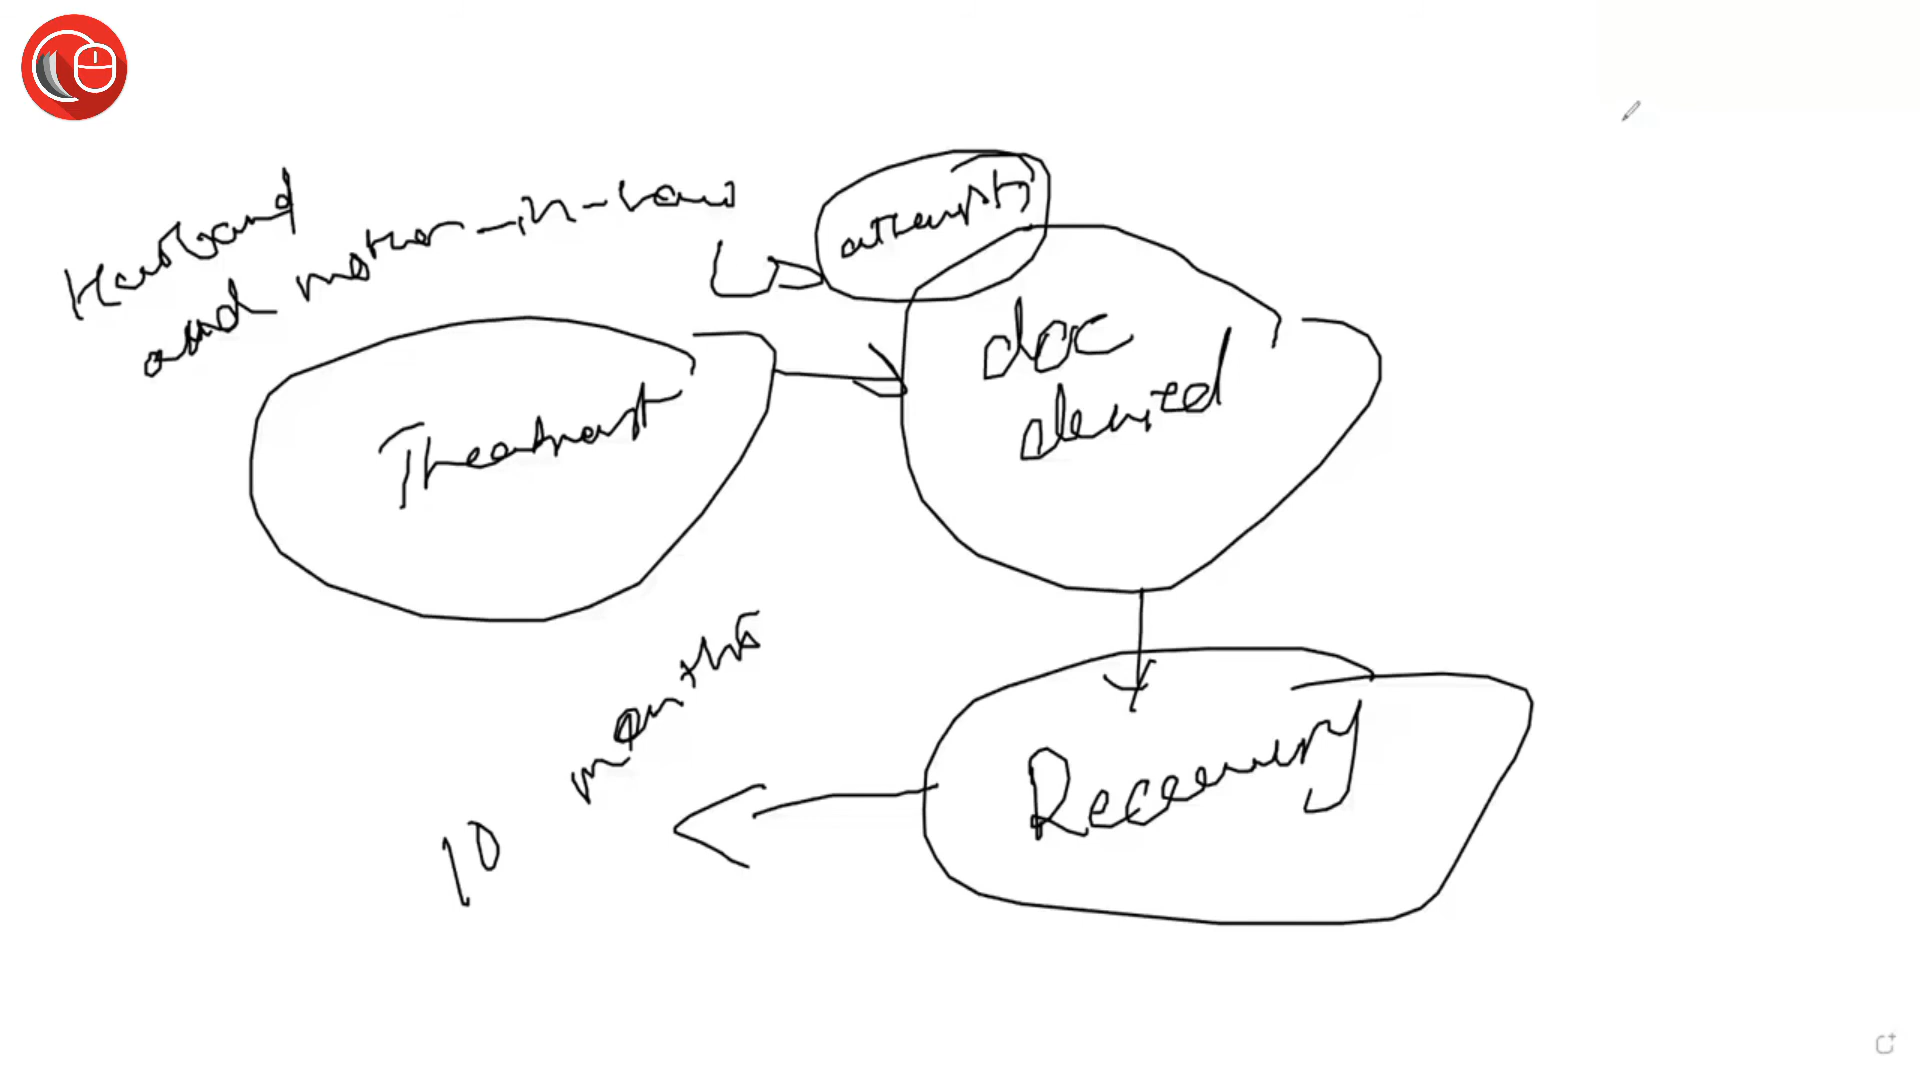 Husband
and mother-in-law
attempts
doc
denied
Treatment
Recovery
months
10